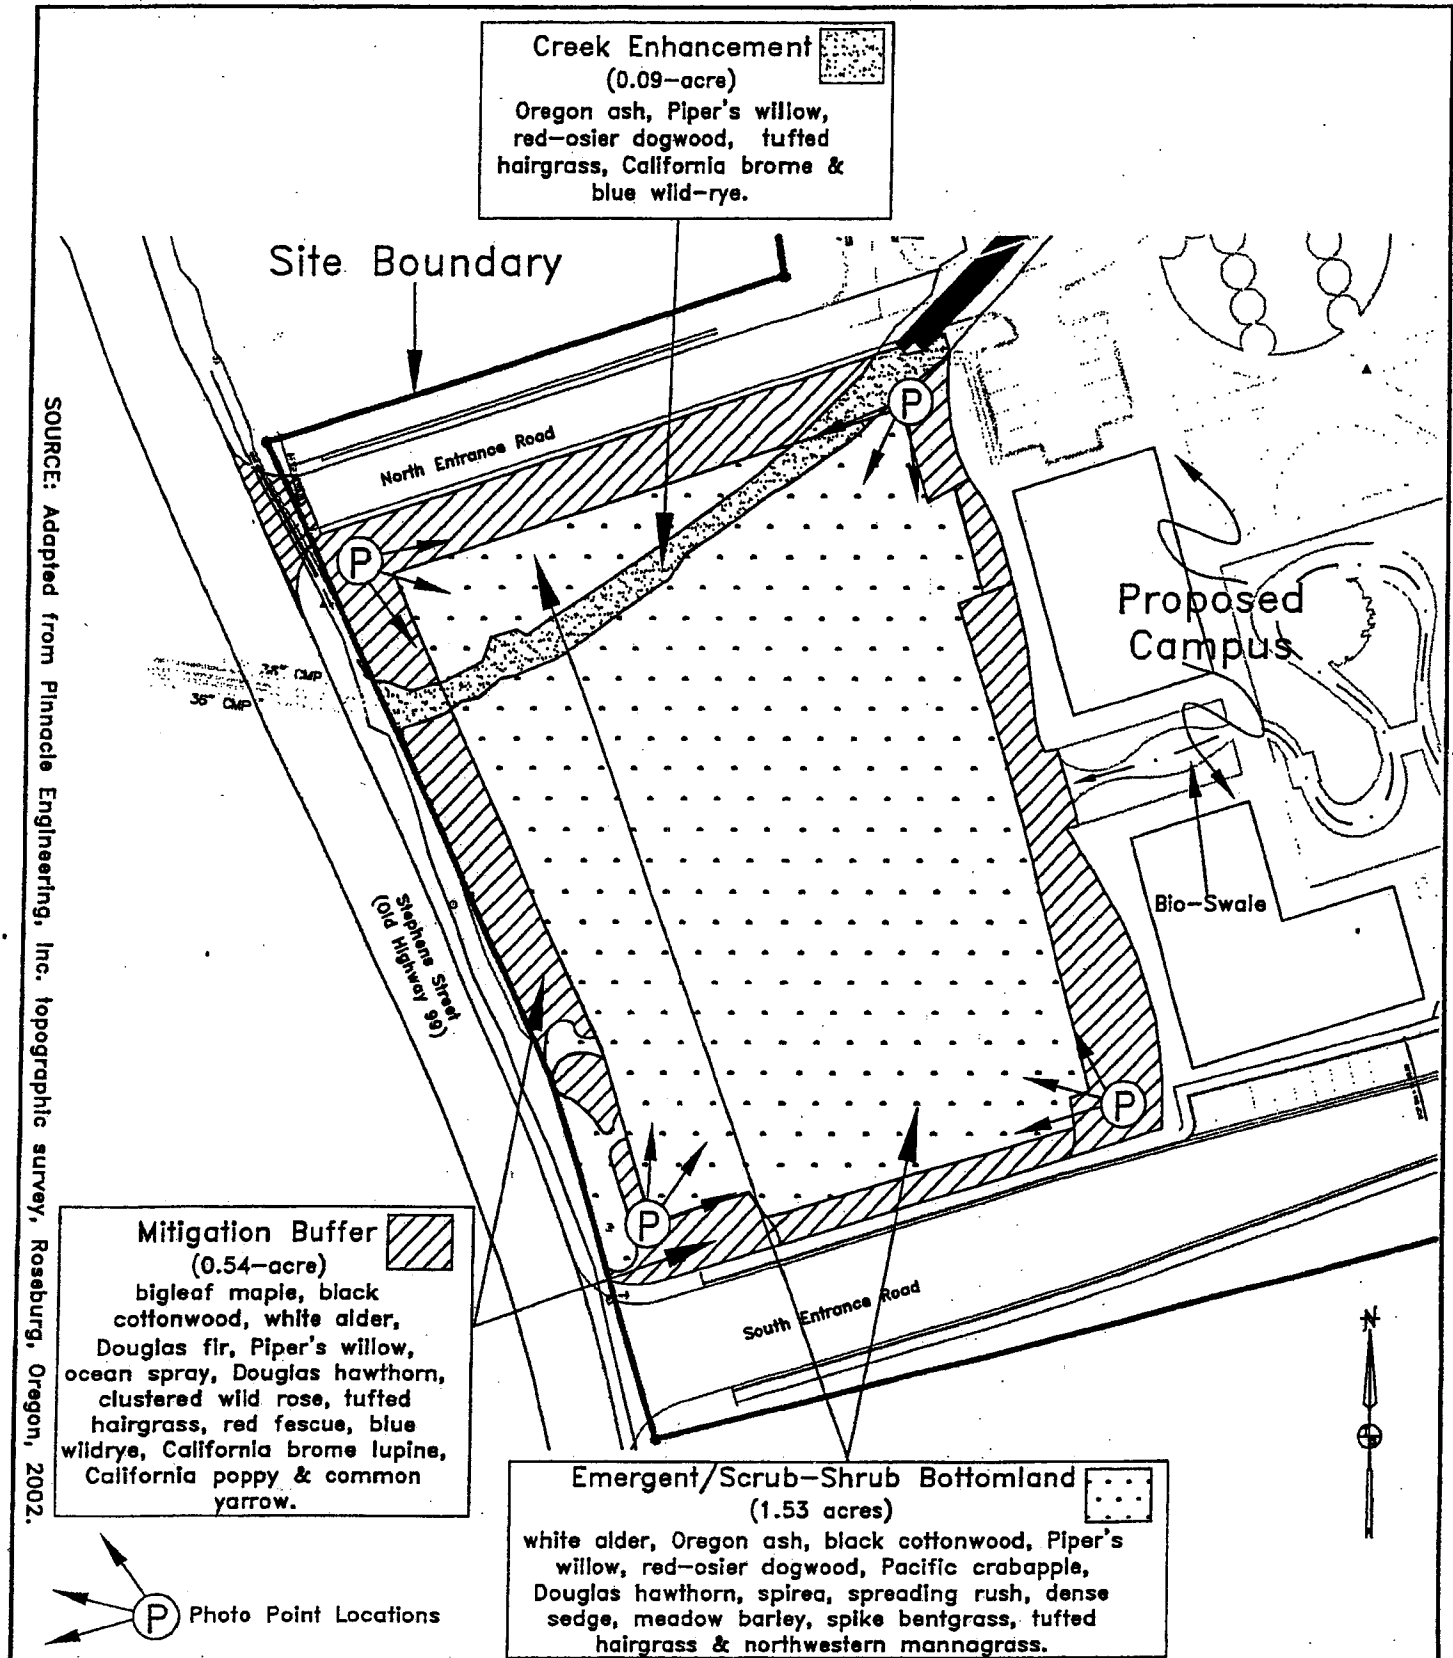 Creek Enhancement
(0.09-acre)
Oregon ash, Piper's willow,
red-osier dogwood, tufted
hairgrass, California brome &
blue wild-rye.
Site Boundary
North Entrance Road
P
P
Proposed
Campus
36" CMP
36" CMP
Bio-Swale
Stephens Street
(Old Highway 99)
P
P
South Entrance Road
Mitigation Buffer
(0.54-acre)
bigleaf maple, black
cottonwood, white alder,
Douglas fir, Piper's willow,
ocean spray, Douglas hawthorn,
clustered wild rose, tufted
hairgrass, red fescue, blue
wildrye, California brome lupine,
California poppy & common
yarrow.
N
Emergent/Scrub-Shrub Bottomland
(1.53 acres)
white alder, Oregon ash, black cottonwood, Piper's
willow, red-osier dogwood, Pacific crabapple,
Douglas hawthorn, spirea, spreading rush, dense
sedge, meadow barley, spike bentgrass, tufted
hairgrass & northwestern mannagrass.
P Photo Point Locations
SOURCE: Adapted from Pinnacle Engineering, Inc. topographic survey, Roseburg, Oregon, 2002.